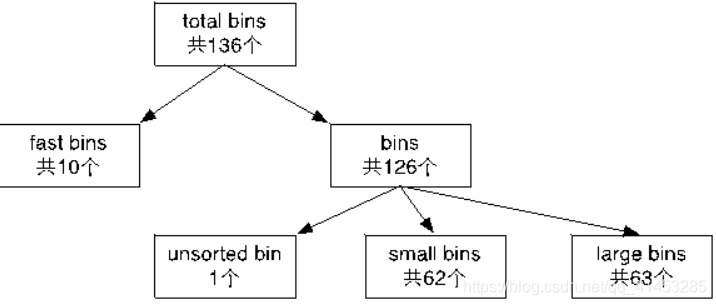 total bins
共136个
fast bins
共10个
bins
共126个
unsorted bin
1个
small bins
共62个
large bins
共63个
https://blog.csdn.net/qq_41453285